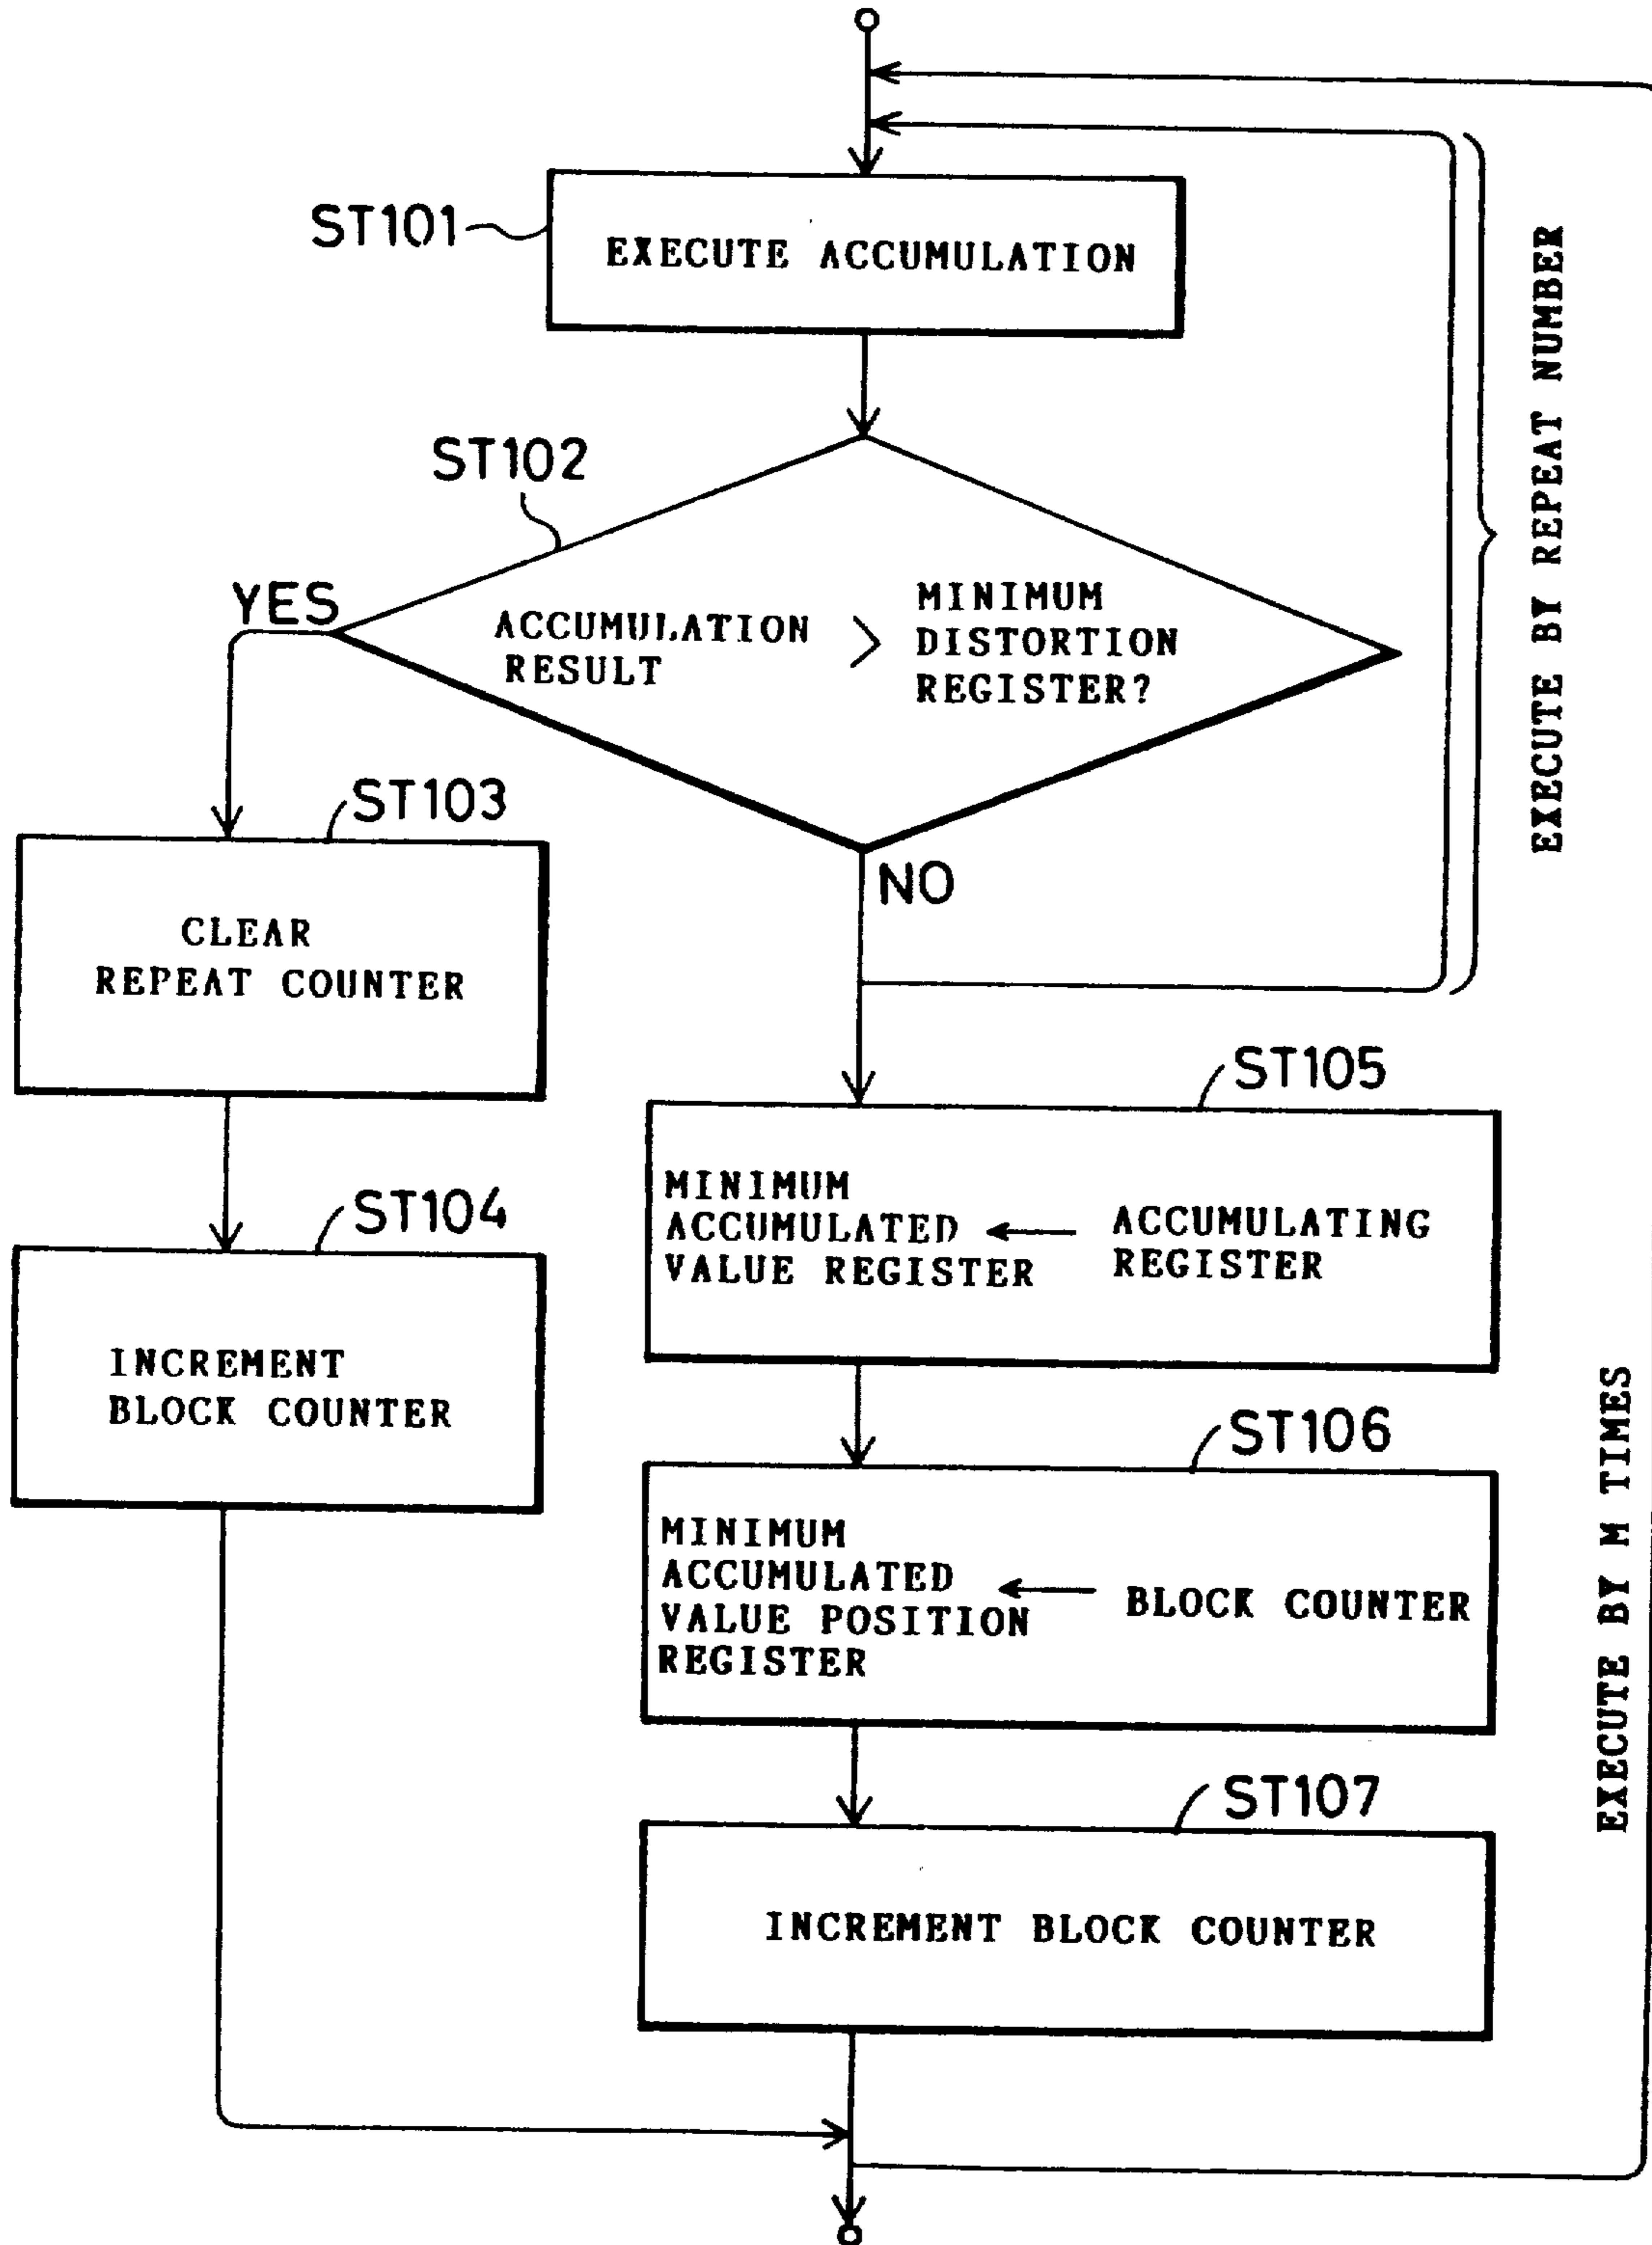 ST101
EXECUTE ACCUMULATION
EXECUTE BY REPEAT NUMBER
ST102
YES
ACCUMULATION
RESULT
>
MINIMUM
DISTORTION
REGISTER?
NO
ST103
CLEAR
REPEAT COUNTER
ST104
INCREMENT
BLOCK COUNTER
ST105
MINIMUM
ACCUMULATED
VALUE REGISTER
←
ACCUMULATING
REGISTER
ST106
MINIMUM
ACCUMULATED
VALUE POSITION
REGISTER
←
BLOCK COUNTER
ST107
INCREMENT BLOCK COUNTER
EXECUTE BY M TIMES